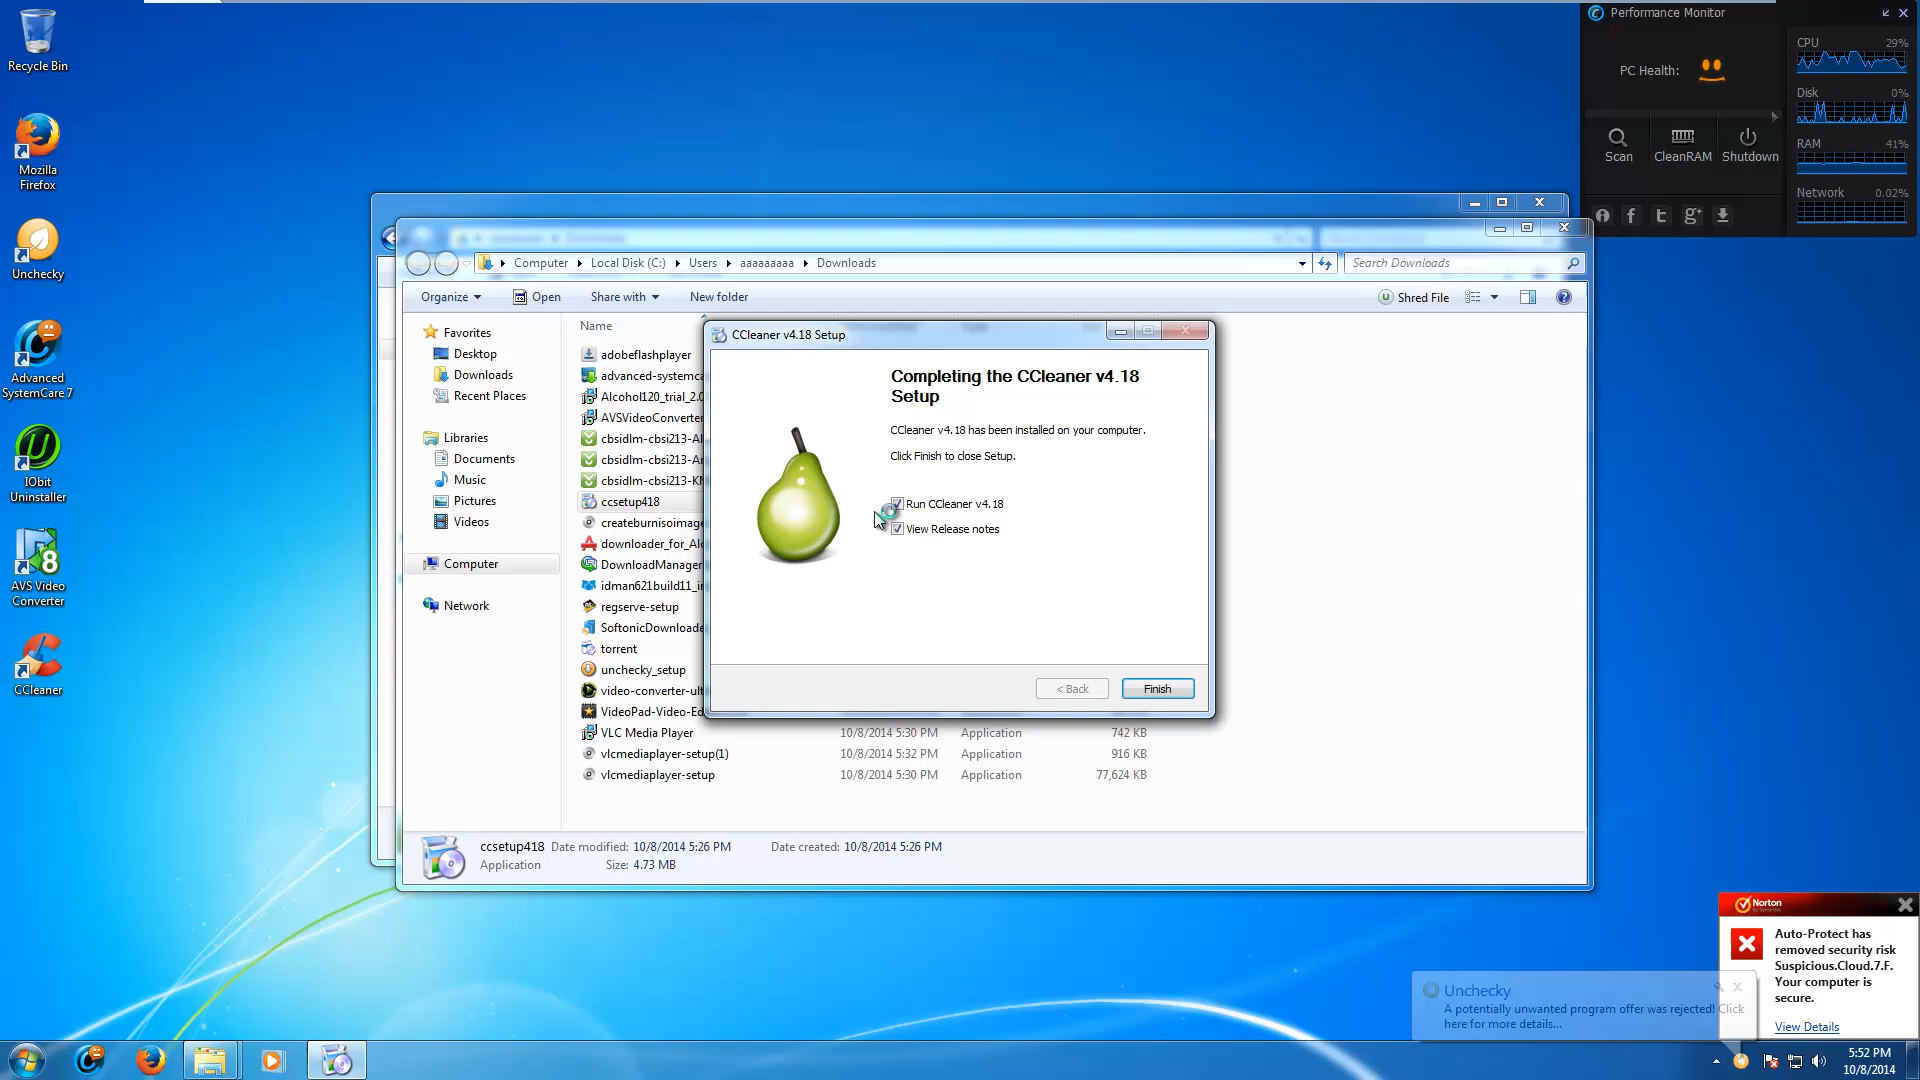 Recycle Bin
Mozilla
Firefox
Unchecky
Advanced
SystemCare 7
IObit
Uninstaller
AVS Video
Converter
CCleaner
Performance Monitor
PC Health:
Scan
CleanRAM
Shutdown
CPU 29%
Disk 0%
RAM 41%
Network 0.02%
Computer
Local Disk (C:)
Users
aaaaaaaaa
Downloads
Search Downloads
Organize
Open
Share with
New folder
Shred File
Favorites
Desktop
Downloads
Recent Places
Libraries
Documents
Music
Pictures
Videos
Computer
Network
Name
adobeflashplayer
advanced-systemca
Alcohol120_trial_2.0
AVSVideoConverter
cbsidlm-cbsi213-Al
cbsidlm-cbsi213-A
cbsidlm-cbsi213-KM
ccsetup418
createburnisoimage
downloader_for_Alc
DownloadManager
idman621build11_i
regserve-setup
SoftonicDownloade
torrent
unchecky_setup
video-converter-ult
VideoPad-Video-Ed
VLC Media Player 10/8/2014 5:30 PM Application 742 KB
vlcmediaplayer-setup(1) 10/8/2014 5:32 PM Application 916 KB
vlcmediaplayer-setup 10/8/2014 5:30 PM Application 77,624 KB
CCleaner v4.18 Setup
Completing the CCleaner v4.18
Setup
CCleaner v4.18 has been installed on your computer.
Click Finish to close Setup.
Run CCleaner v4.18
View Release notes
< Back
Finish
ccsetup418 Date modified: 10/8/2014 5:26 PM Date created: 10/8/2014 5:26 PM
Application Size: 4.73 MB
Norton
Auto-Protect has
removed security risk
Suspicious.Cloud.7.F.
Your computer is
secure.
View Details
Unchecky
A potentially unwanted program offer was rejected! Click
here for more details...
5:52 PM
10/8/2014